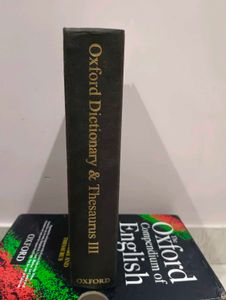 Oxford Dictionary & Thesaurus III
OXFORD
The Oxford
Compendium of
English
OXFORD